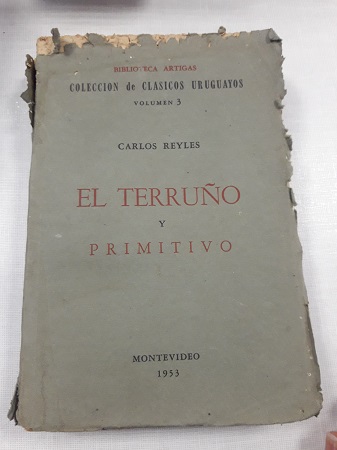 BIBLIOTECA ARTIGAS
COLECCION de CLASICOS URUGUAYOS
VOLUMEN 3
CARLOS REYLES
EL TERRUÑO
Y
PRIMITIVO
MONTEVIDEO
1953